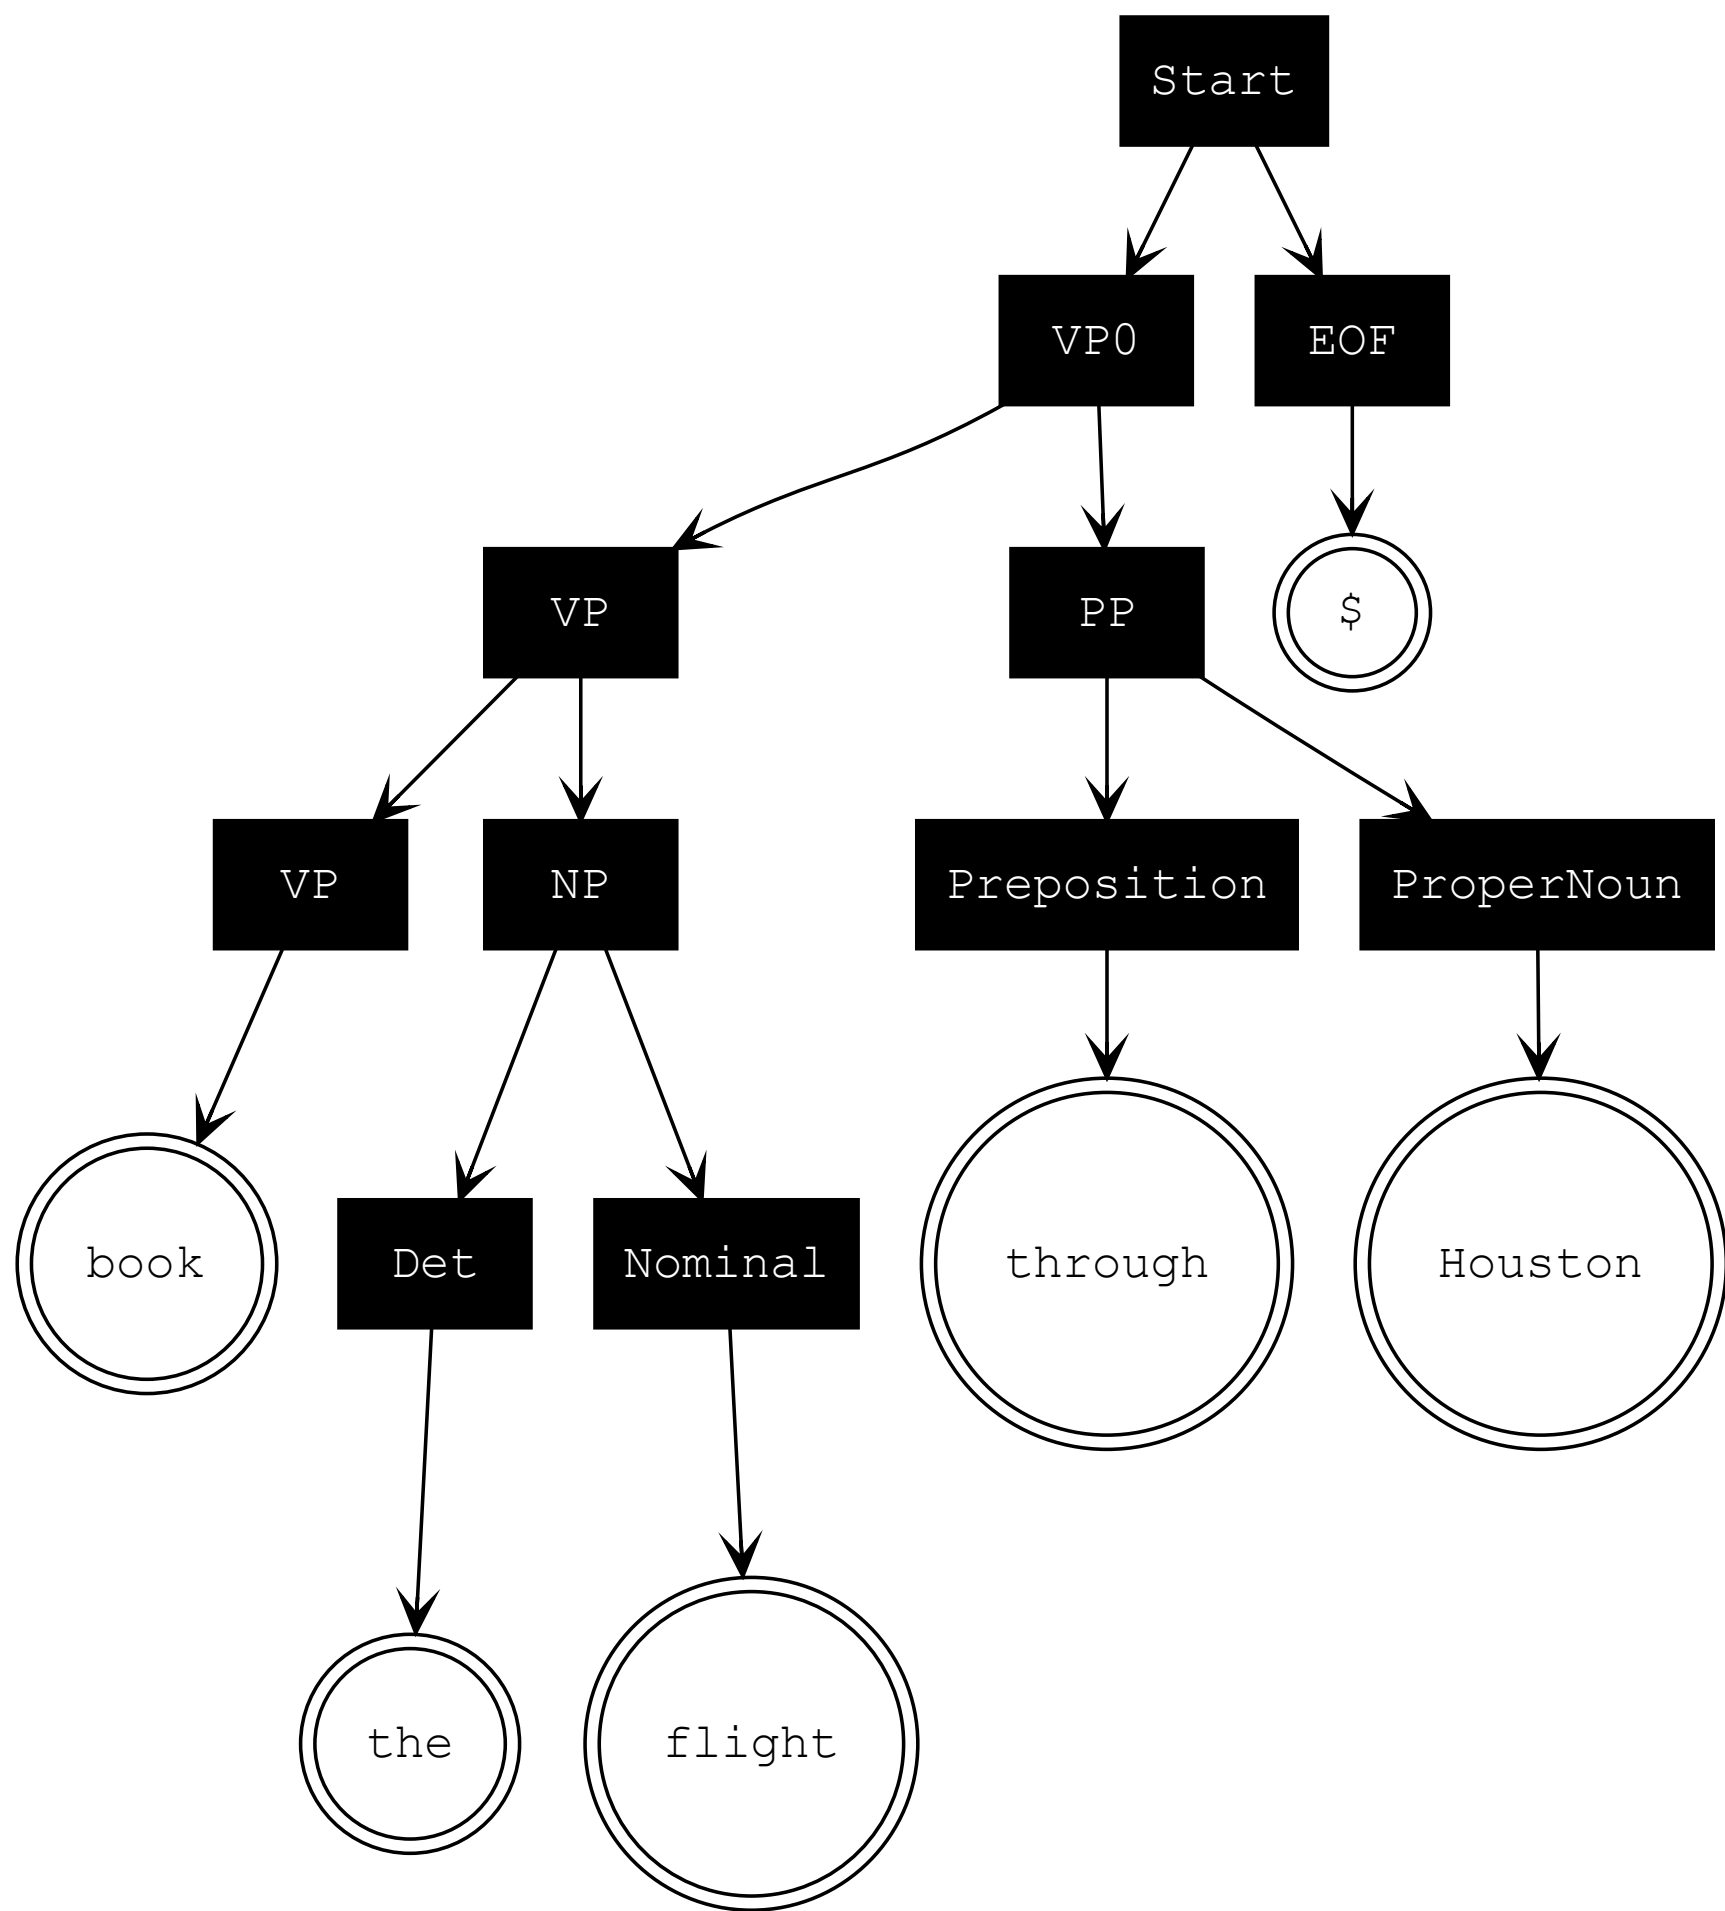 Start
VP0 EOF
VP PP $
VP NP Preposition ProperNoun
book Det Nominal through Houston
the flight